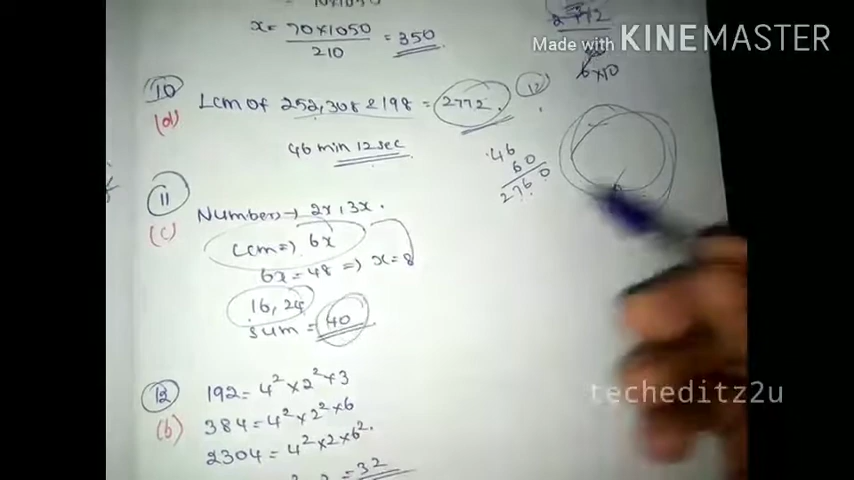 x = 70×1050 / 210 = 350
2772
6×10
Made with KINEMASTER
10 Lcm of 252, 308 & 198 = 2772 12
(d)
46 min 12 sec
46
60
2760
11 Numbers → 2x, 3x.
(c) Lcm ⇒ 6x
6x = 48 ⇒ x = 8
16, 24
sum = 40
techeditz2u
12 192 = 4² × 2² × 3
(b) 384 = 4² × 2² × 6
2304 = 4² × 2 × 6².
= 32